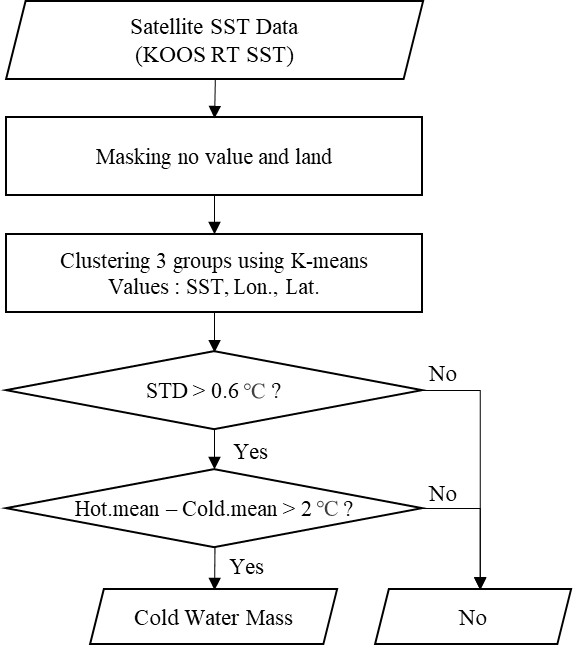 Satellite SST Data
(KOOS RT SST)
Masking no value and land
Clustering 3 groups using K-means
Values : SST, Lon., Lat.
STD > 0.6 ℃ ?
No
Yes
Hot.mean – Cold.mean > 2 ℃ ?
No
Yes
Cold Water Mass
No